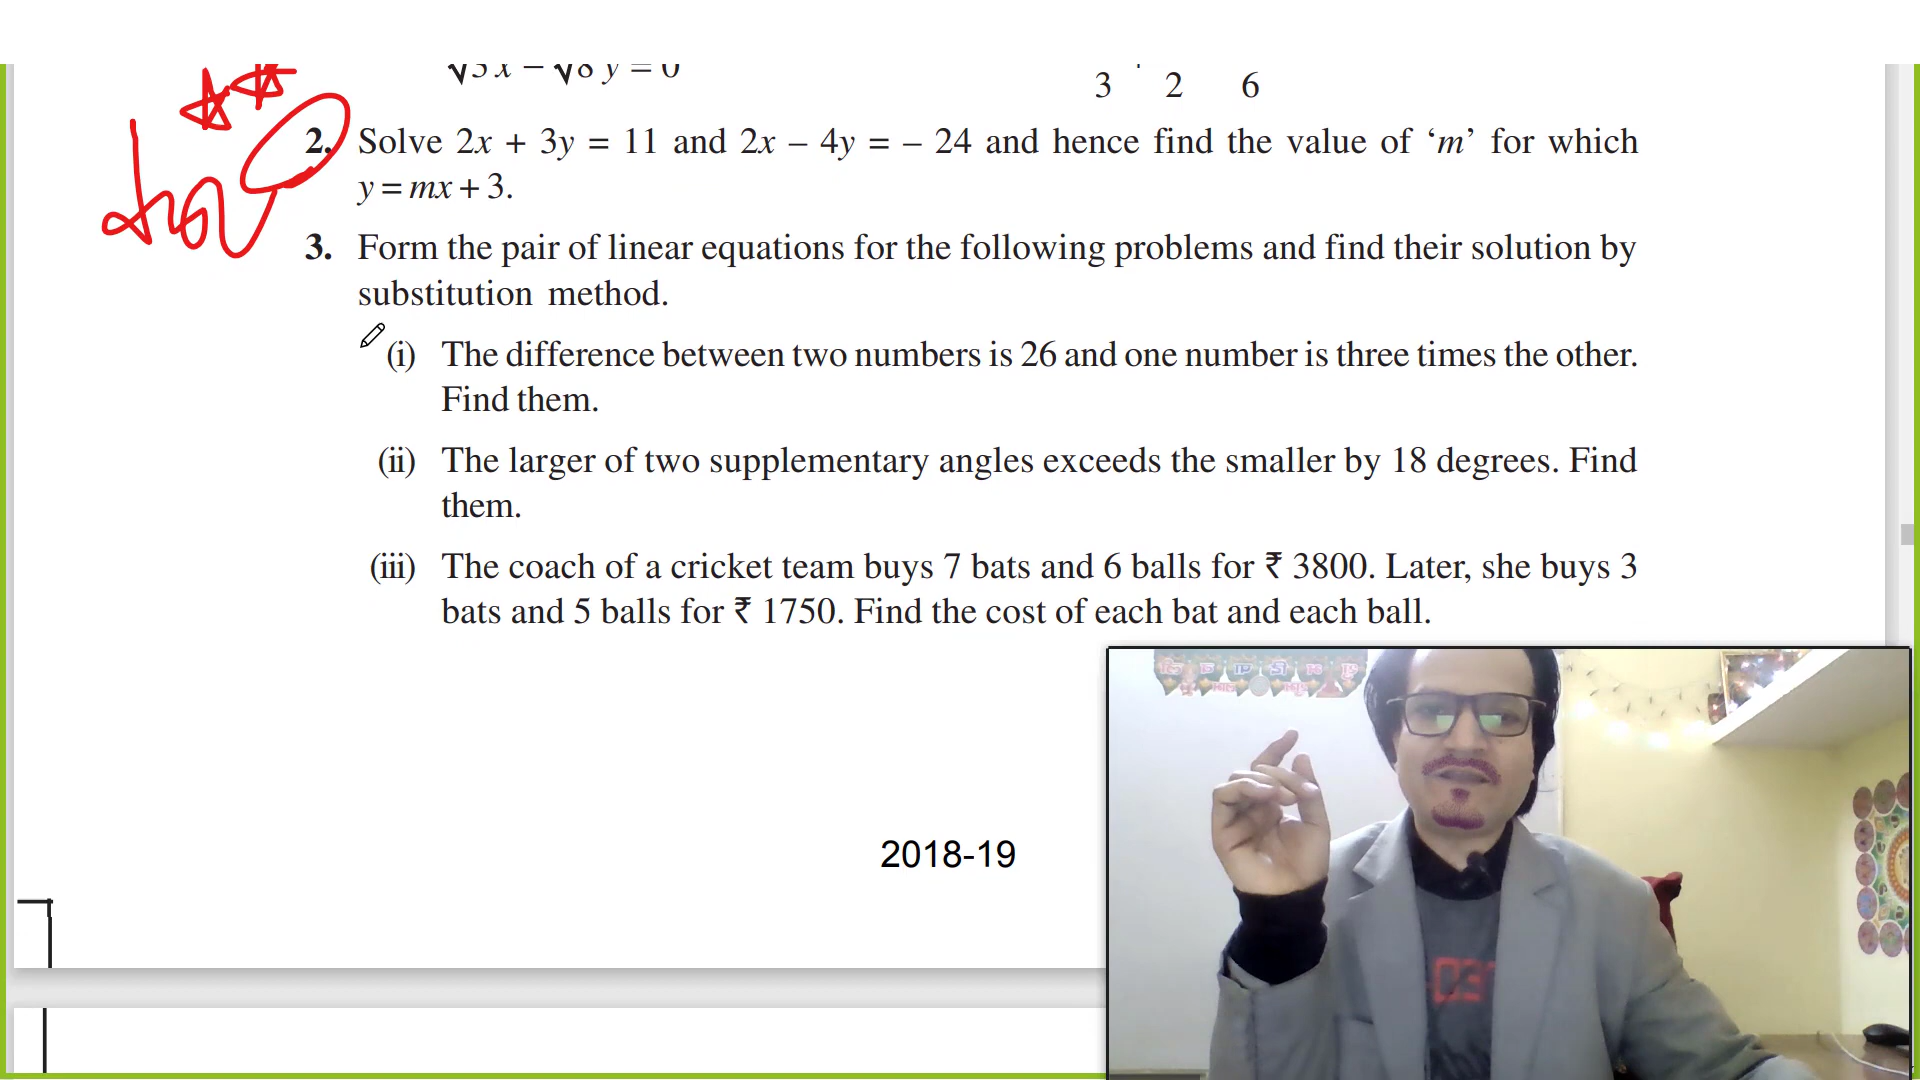 √3 x – √8 y = 0
3 2 6
2. Solve 2x + 3y = 11 and 2x – 4y = – 24 and hence find the value of ‘m’ for which
y = mx + 3.
3. Form the pair of linear equations for the following problems and find their solution by
substitution method.
(i) The difference between two numbers is 26 and one number is three times the other.
Find them.
(ii) The larger of two supplementary angles exceeds the smaller by 18 degrees. Find
them.
(iii) The coach of a cricket team buys 7 bats and 6 balls for ₹ 3800. Later, she buys 3
bats and 5 balls for ₹ 1750. Find the cost of each bat and each ball.
2018-19